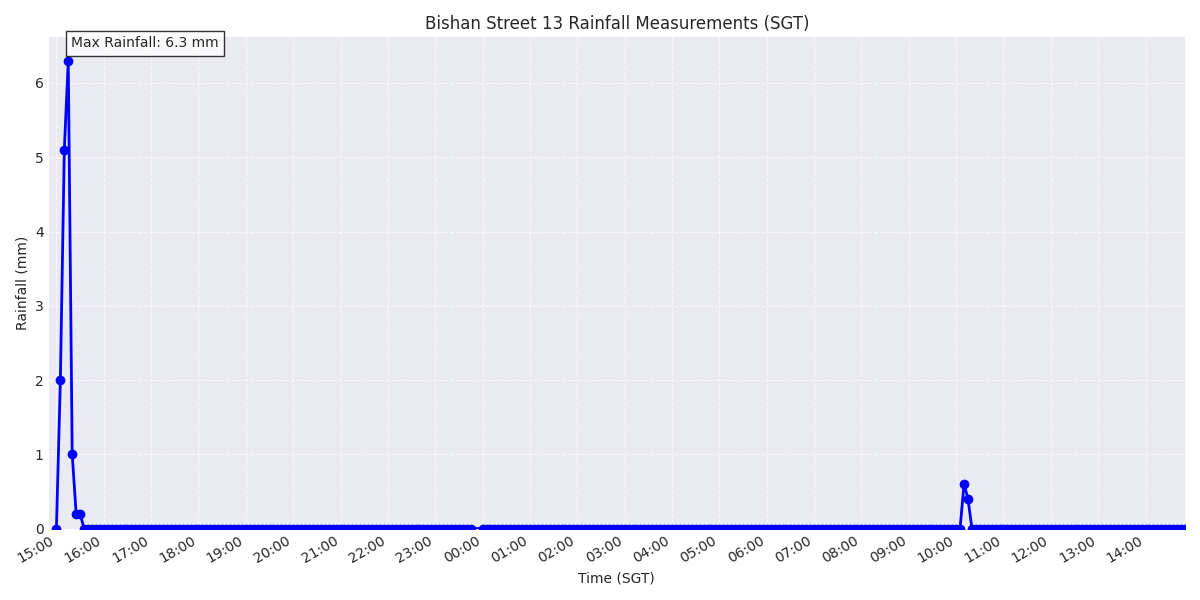 Bishan Street 13 Rainfall Measurements (SGT)
Max Rainfall: 6.3 mm
Rainfall (mm)
6
5
4
3
2
1
0
15:00 16:00 17:00 18:00 19:00 20:00 21:00 22:00 23:00 00:00 01:00 02:00 03:00 04:00 05:00 06:00 07:00 08:00 09:00 10:00 11:00 12:00 13:00 14:00
Time (SGT)